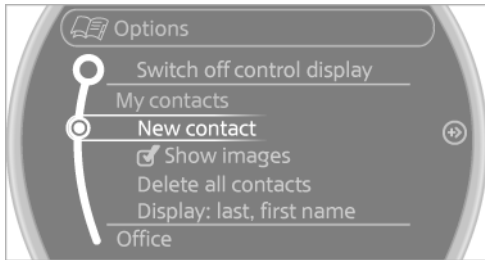 Options
Switch off control display
My contacts
New contact
Show images
Delete all contacts
Display: last, first name
Office